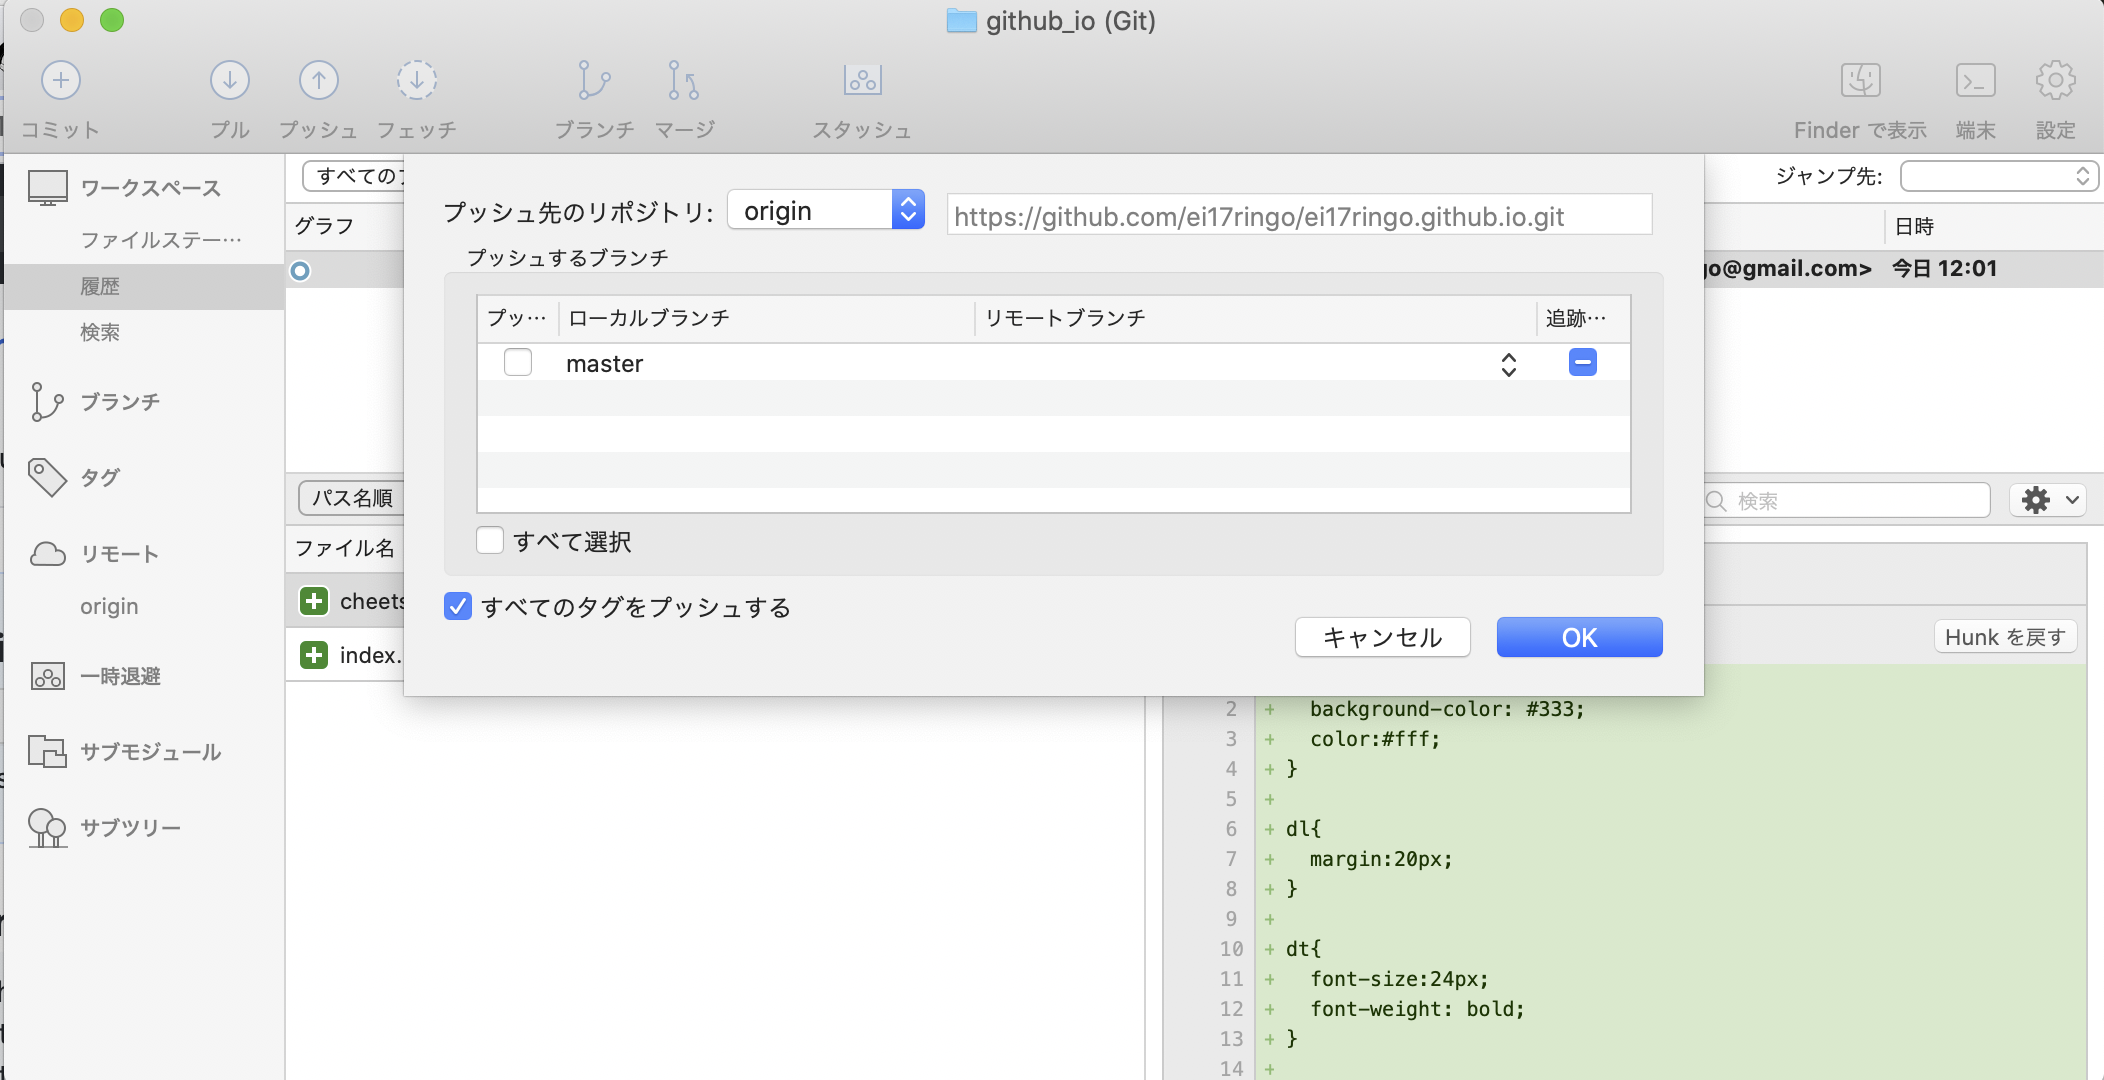 github_io (Git)
コミット
プル
プッシュ
フェッチ
ブランチ
マージ
スタッシュ
Finder で表示
端末
設定
ワークスペース
ファイルステー…
履歴
検索
ブランチ
タグ
リモート
origin
一時退避
サブモジュール
サブツリー
すべての
ジャンプ先:
グラフ
日時
go@gmail.com>
今日 12:01
プッシュ先のリポジトリ:
origin
https://github.com/ei17ringo/ei17ringo.github.io.git
プッシュするブランチ
プッ…
ローカルブランチ
リモートブランチ
追跡…
master
すべて選択
すべてのタグをプッシュする
キャンセル
OK
パス名順
検索
ファイル名
cheets
index.
Hunk を戻す
2 + background-color: #333;
3 + color:#fff;
4 + }
5 +
6 + dl{
7 + margin:20px;
8 + }
9 +
10 + dt{
11 + font-size:24px;
12 + font-weight: bold;
13 + }
14 +